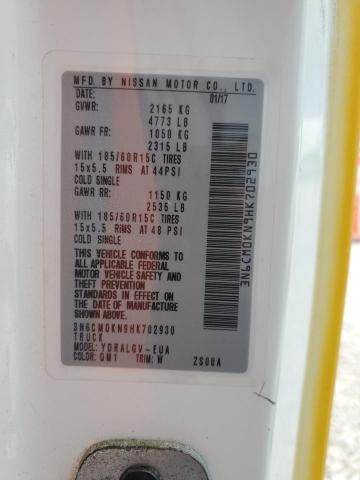 MFD. BY NISSAN MOTOR CO., LTD.
DATE: 01/17
GVWR: 2165 KG
4773 LB
GAWR FR: 1050 KG
2315 LB
WITH 185/60R15C TIRES
15x5.5 RIMS AT 44PSI
COLD SINGLE
GAWR RR: 1150 KG
2535 LB
WITH 185/60R15C TIRES
15x5.5 RIMS AT 48 PSI
COLD SINGLE
THIS VEHICLE CONFORMS TO
ALL APPLICABLE FEDERAL
MOTOR VEHICLE SAFETY
AND THEFT PREVENTION
STANDARDS IN EFFECT ON
THE DATE OF MANUFACTURE
SHOWN ABOVE.
3N6CM0KN9HK702930
TRUCK
MODEL: YDRALGV-EUA
COLOR: QM1 TRIM: W ZS00A
3N6CM0KN9HK702930